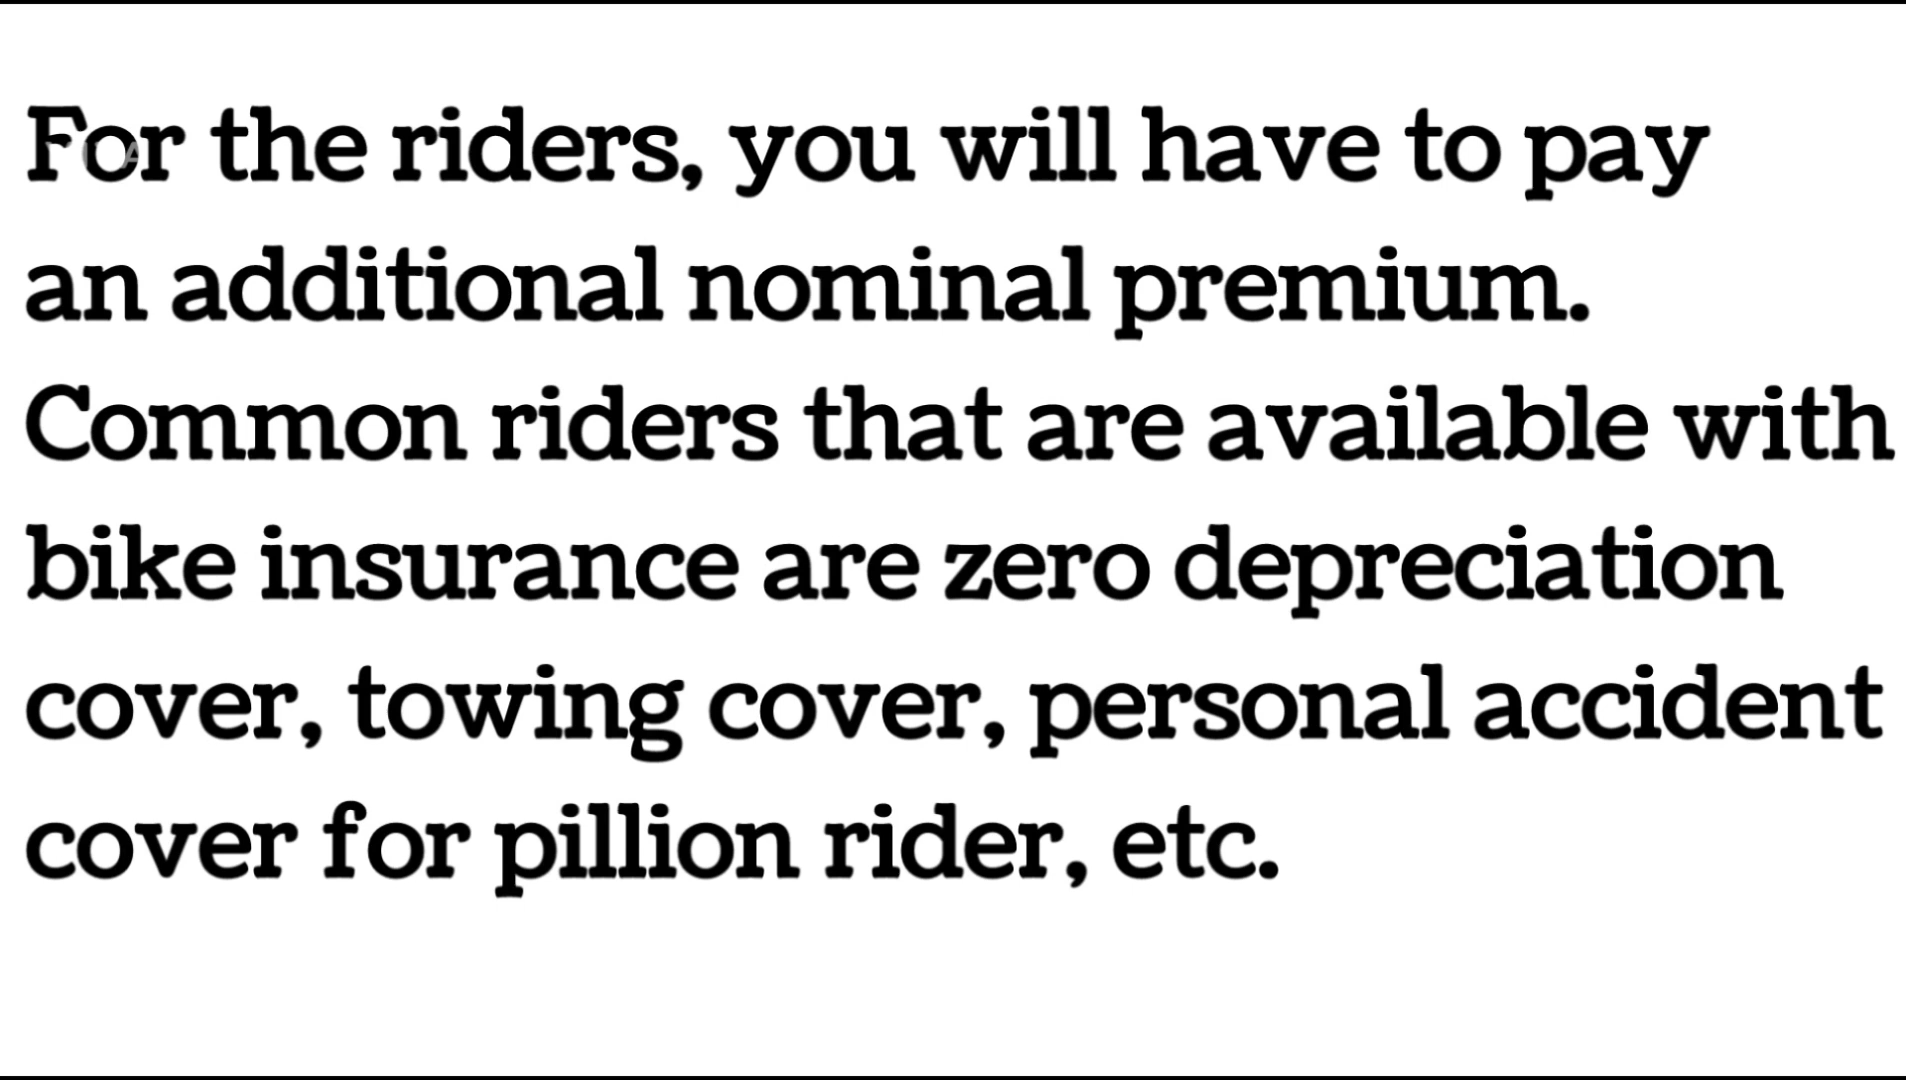 For the riders, you will have to pay
an additional nominal premium.
Common riders that are available with
bike insurance are zero depreciation
cover, towing cover, personal accident
cover for pillion rider, etc.